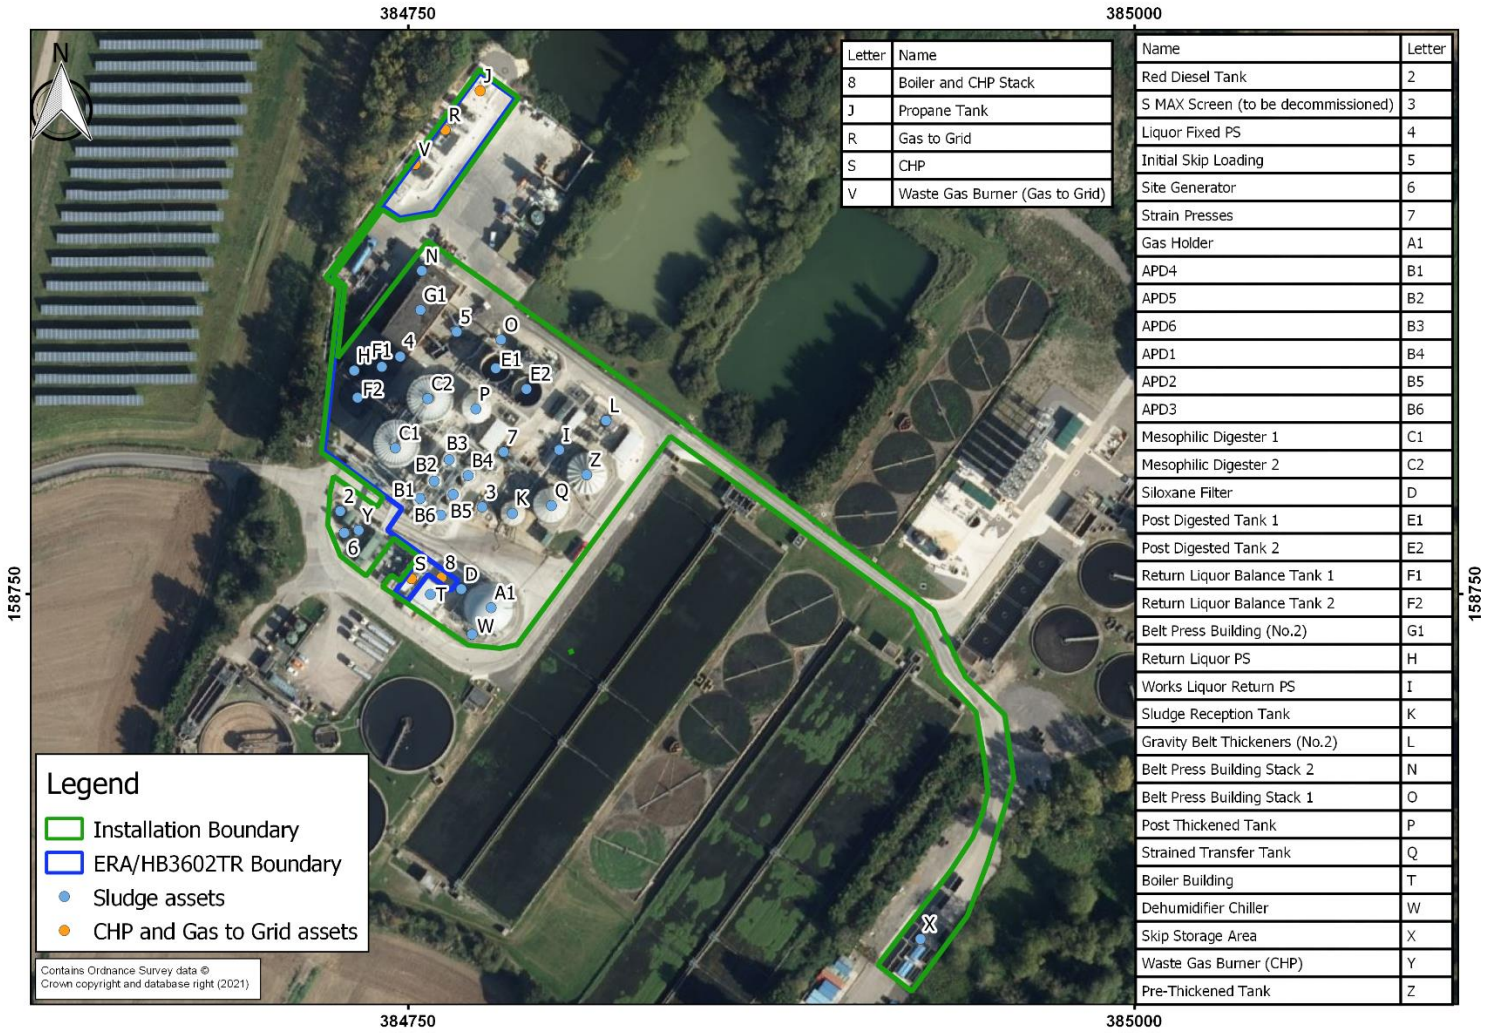 384750
385000
N
Letter Name
8 Boiler and CHP Stack
J Propane Tank
R Gas to Grid
S CHP
V Waste Gas Burner (Gas to Grid)
Name Letter
Red Diesel Tank 2
S MAX Screen (to be decommissioned) 3
Liquor Fixed PS 4
Initial Skip Loading 5
Site Generator 6
Strain Presses 7
Gas Holder A1
APD4 B1
APD5 B2
APD6 B3
APD1 B4
APD2 B5
APD3 B6
Mesophilic Digester 1 C1
Mesophilic Digester 2 C2
Siloxane Filter D
Post Digested Tank 1 E1
Post Digested Tank 2 E2
Return Liquor Balance Tank 1 F1
Return Liquor Balance Tank 2 F2
Belt Press Building (No.2) G1
Return Liquor PS H
Works Liquor Return PS I
Sludge Reception Tank K
Gravity Belt Thickeners (No.2) L
Belt Press Building Stack 2 N
Belt Press Building Stack 1 O
Post Thickened Tank P
Strained Transfer Tank Q
Boiler Building T
Dehumidifier Chiller W
Skip Storage Area X
Waste Gas Burner (CHP) Y
Pre-Thickened Tank Z
J
R
V
N
G1
5
O
4
H
F1
E1
E2
F2
C2
P
L
C1
7
I
B3
B2
B4
Z
B1
B6
B5
3
K
Q
2
Y
6
S
8
D
T
A1
W
X
158750
158750
Legend
Installation Boundary
ERA/HB3602TR Boundary
Sludge assets
CHP and Gas to Grid assets
Contains Ordnance Survey data ©
Crown copyright and database right (2021)
384750
385000